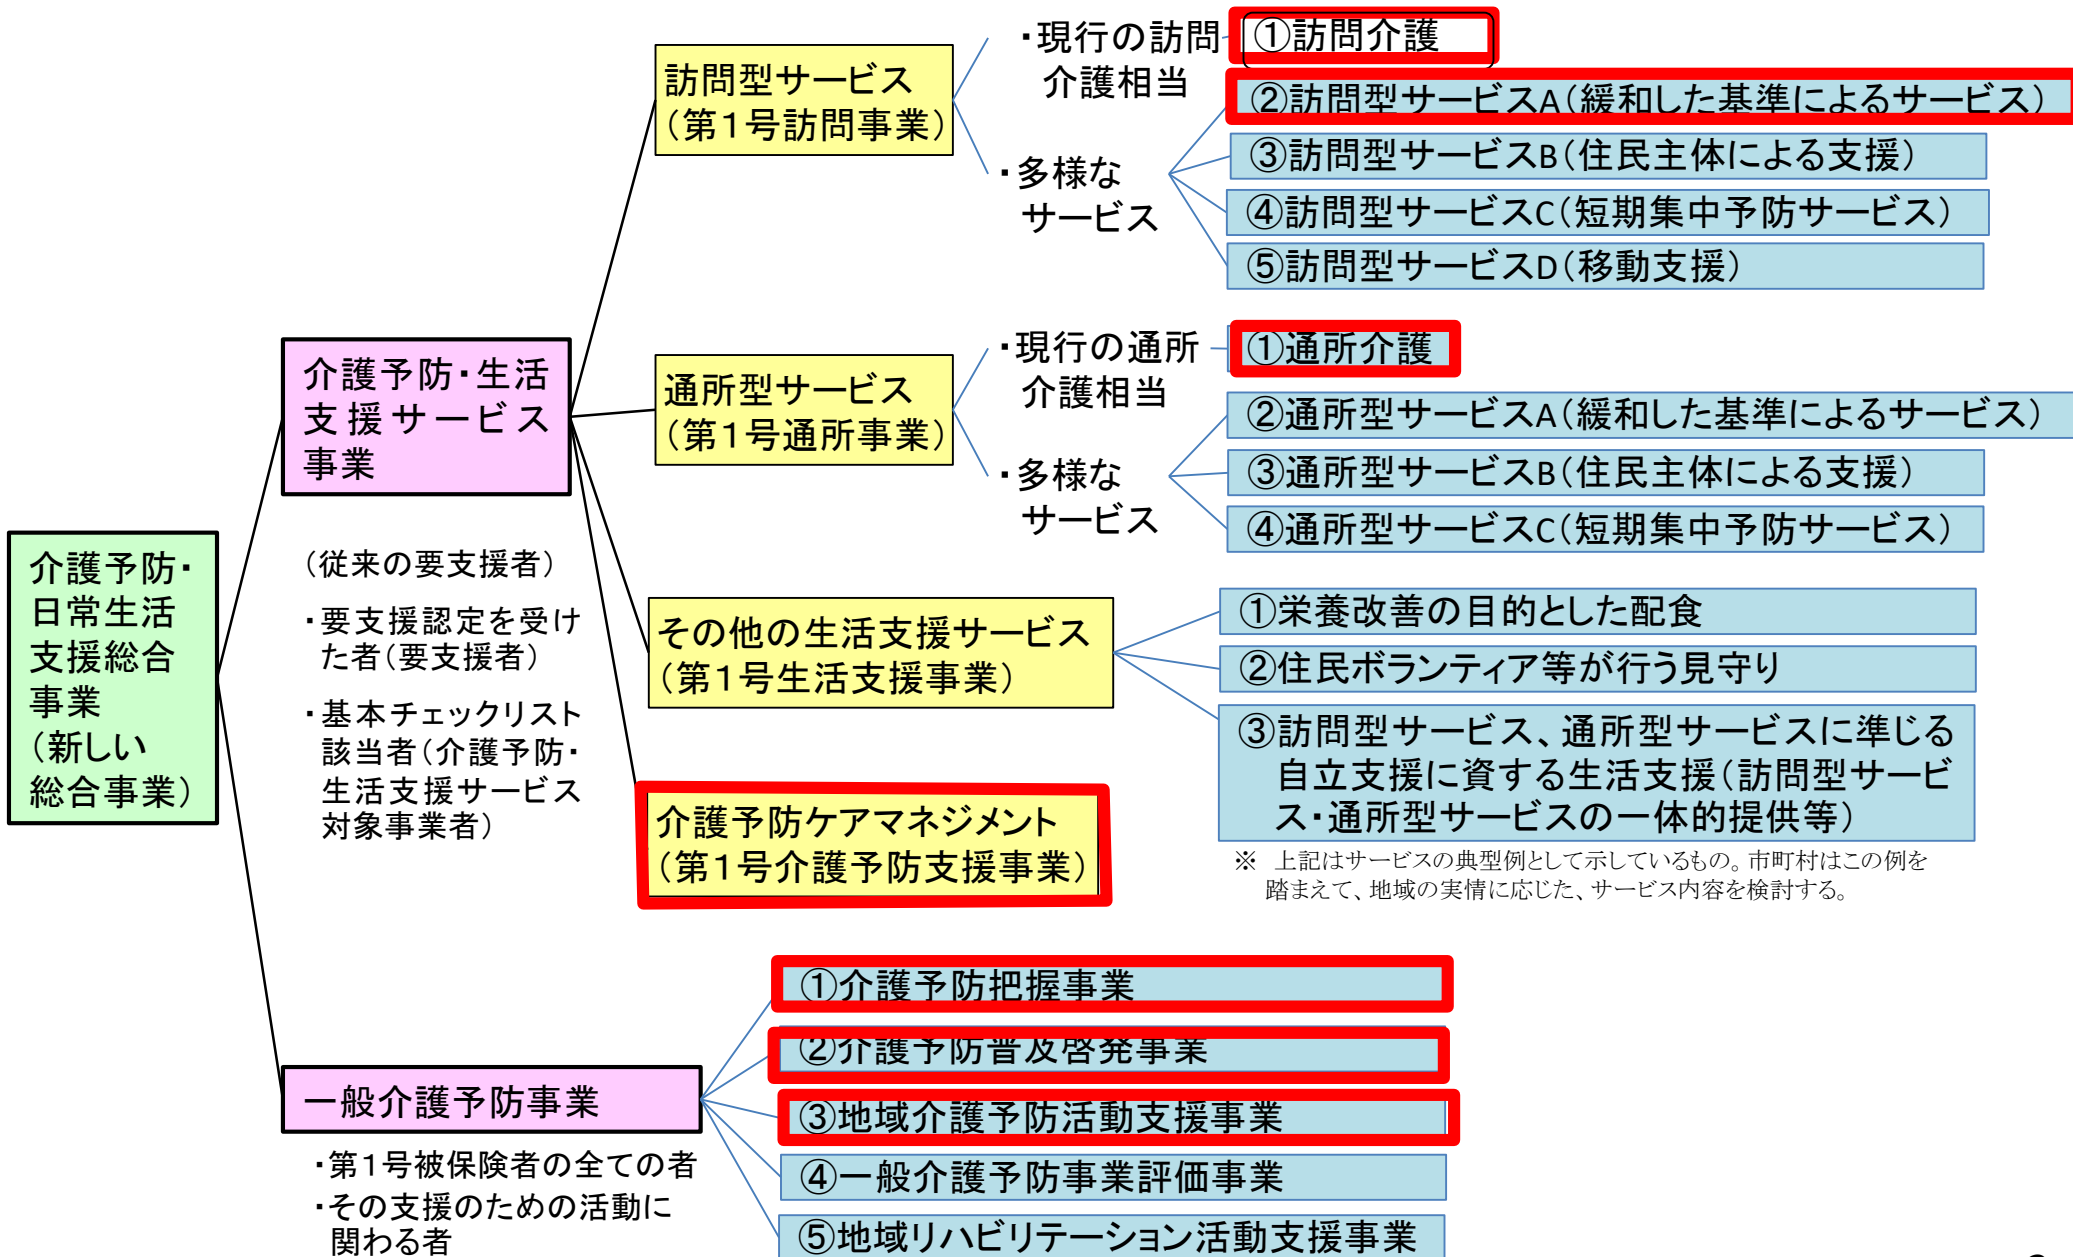 介護予防・
日常生活
支援総合
事業
（新しい
総合事業）
介護予防・生活
支援サービス
事業
（従来の要支援者）
・要支援認定を受け
た者（要支援者）
・基本チェックリスト
該当者（介護予防・
生活支援サービス
対象事業者）
訪問型サービス
（第１号訪問事業）
・現行の訪問
介護相当
①訪問介護
・多様な
サービス
②訪問型サービスA（緩和した基準によるサービス）
③訪問型サービスB（住民主体による支援）
④訪問型サービスC（短期集中予防サービス）
⑤訪問型サービスD（移動支援）
通所型サービス
（第１号通所事業）
・現行の通所
介護相当
①通所介護
・多様な
サービス
②通所型サービスA（緩和した基準によるサービス）
③通所型サービスB（住民主体による支援）
④通所型サービスC（短期集中予防サービス）
その他の生活支援サービス
（第１号生活支援事業）
①栄養改善の目的とした配食
②住民ボランティア等が行う見守り
③訪問型サービス、通所型サービスに準じる
自立支援に資する生活支援（訪問型サービ
ス・通所型サービスの一体的提供等）
※　上記はサービスの典型例として示しているもの。市町村はこの例を
踏まえて、地域の実情に応じた、サービス内容を検討する。
介護予防ケアマネジメント
（第１号介護予防支援事業）
一般介護予防事業
・第１号被保険者の全ての者
・その支援のための活動に
関わる者
①介護予防把握事業
②介護予防普及啓発事業
③地域介護予防活動支援事業
④一般介護予防事業評価事業
⑤地域リハビリテーション活動支援事業